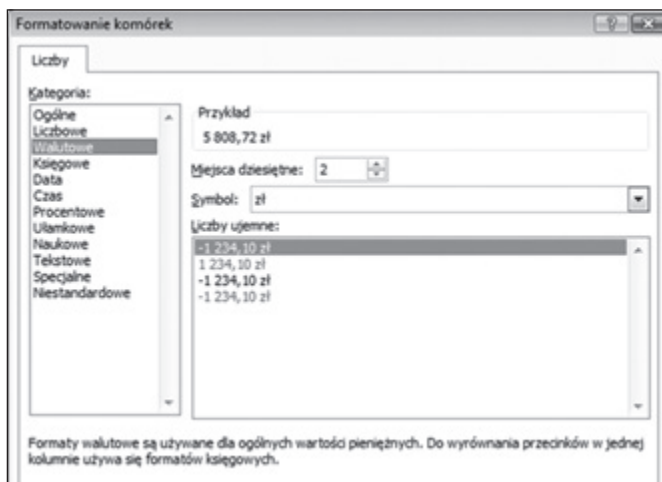 Formatowanie komórek
Liczby
Kategoria:
Ogólne
Liczbowe
Walutowe
Księgowe
Data
Czas
Procentowe
Ułamkowe
Naukowe
Tekstowe
Specjalne
Niestandardowe
Przykład
5 808,72 zł
Miejsca dziesiętne: 2
Symbol: zł
Liczby ujemne:
-1 234,10 zł
1 234,10 zł
-1 234,10 zł
-1 234,10 zł
Formaty walutowe są używane dla ogólnych wartości pieniężnych. Do wyrównania przecinków w jednej
kolumnie używa się formatów księgowych.